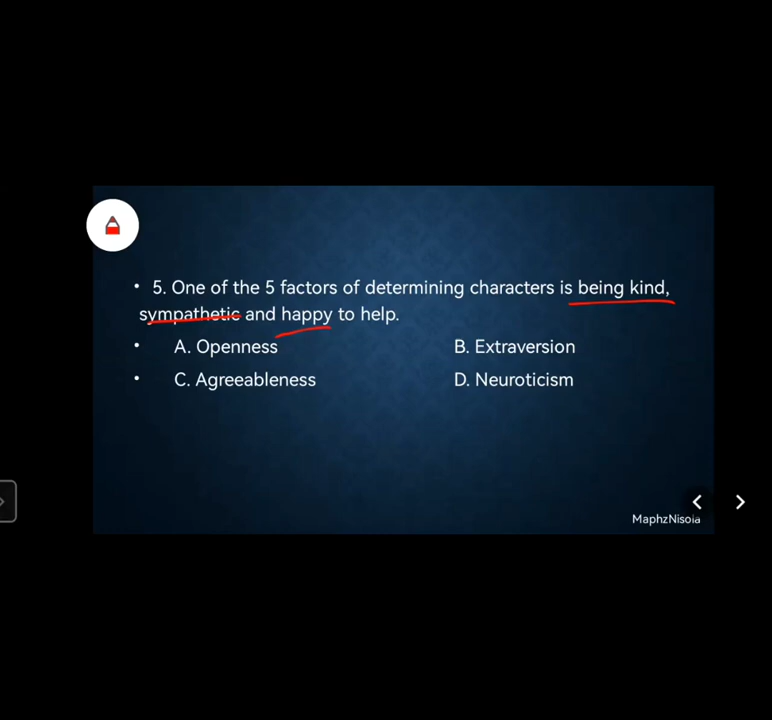 • 5. One of the 5 factors of determining characters is being kind,
sympathetic and happy to help.
• A. Openness B. Extraversion
• C. Agreeableness D. Neuroticism
MaphzNisola